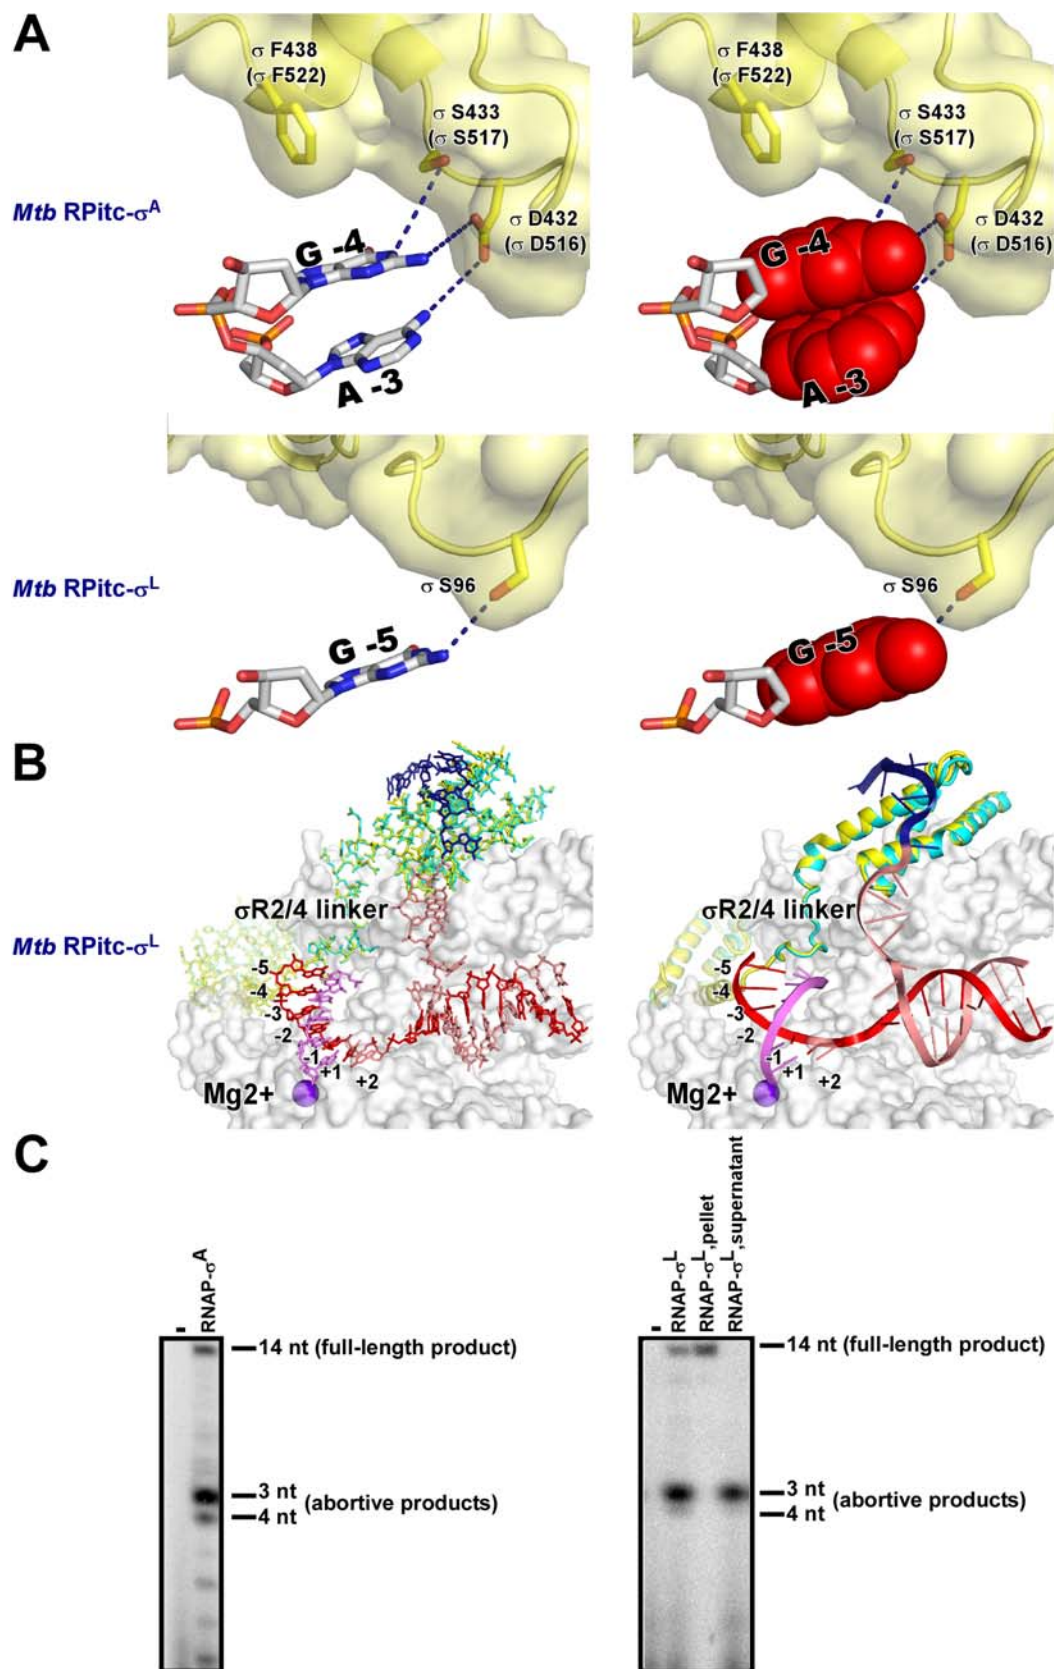 A
σ F438
(σ F522)
σ S433
(σ S517)
σ D432
(σ D516)
G -4
A -3
Mtb RPitc-σA
σ F438
(σ F522)
σ S433
(σ S517)
σ D432
(σ D516)
G -4
A -3
Mtb RPitc-σL
σ S96
G -5
σ S96
G -5
B
Mtb RPitc-σL
σR2/4 linker
-5
-4
-3
-2
-1
+1
+2
Mg2+
σR2/4 linker
-5
-4
-3
-2
-1
+1
+2
Mg2+
C
-
RNAP-σA
14 nt (full-length product)
3 nt
(abortive products)
4 nt
-
RNAP-σL
RNAP-σL,pellet
RNAP-σL,supernatant
14 nt (full-length product)
3 nt
(abortive products)
4 nt